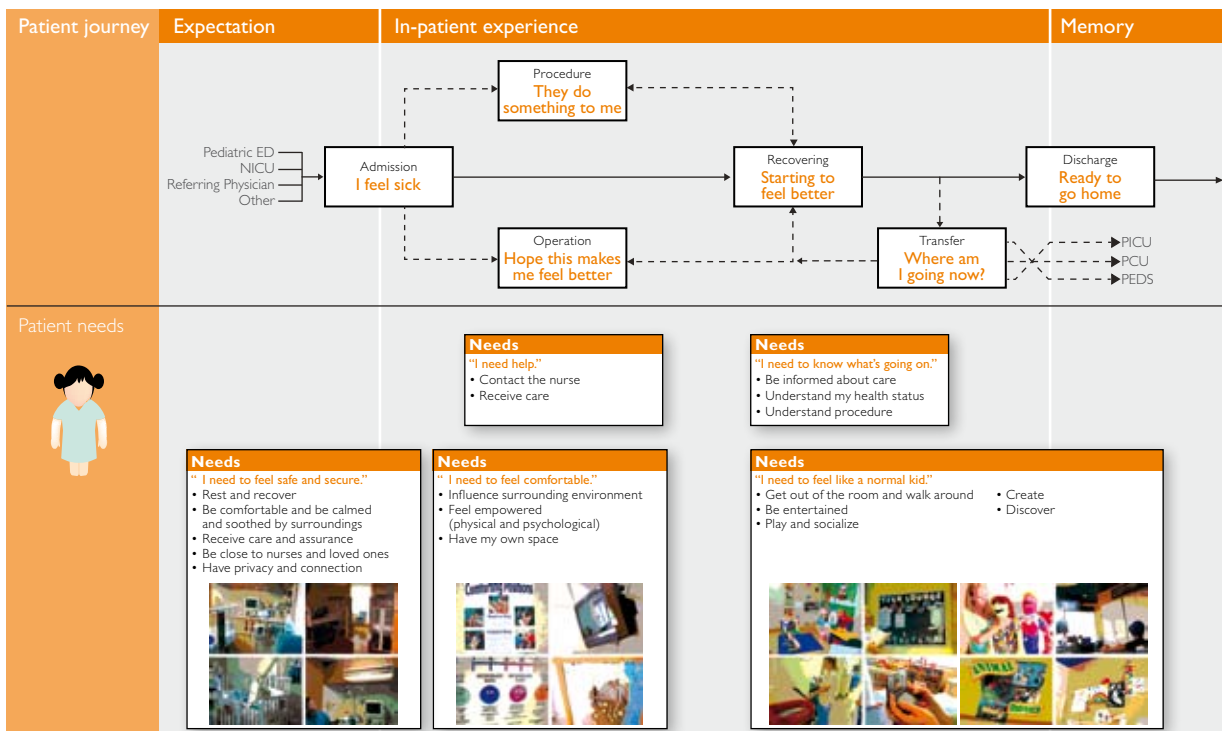 Patient journey
Expectation
In-patient experience
Memory
Procedure
They do
something to me
Pediatric ED
NICU
Referring Physician
Other
Admission
I feel sick
Recovering
Starting to
feel better
Discharge
Ready to
go home
Operation
Hope this makes
me feel better
Transfer
Where am
I going now?
PICU
PCU
PEDS
Patient needs
Needs
“I need help.”
• Contact the nurse
• Receive care
Needs
“I need to know what’s going on.”
• Be informed about care
• Understand my health status
• Understand procedure
Needs
“ I need to feel safe and secure.”
• Rest and recover
• Be comfortable and be calmed
and soothed by surroundings
• Receive care and assurance
• Be close to nurses and loved ones
• Have privacy and connection
Needs
“ I need to feel comfortable.”
• Influence surrounding environment
• Feel empowered
(physical and psychological)
• Have my own space
Needs
“I need to feel like a normal kid.”
• Get out of the room and walk around
• Be entertained
• Play and socialize
• Create
• Discover
Comforting Positions
ANIMAL